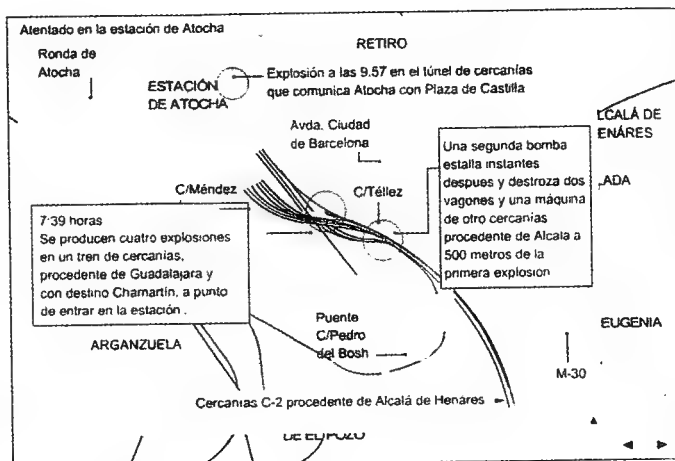 Atentado en la estación de Atocha
Ronda de
Atocha
RETIRO
ESTACIÓN
DE ATOCHA
Explosión a las 9.57 en el túnel de cercanías
que comunica Atocha con Plaza de Castilla
LCALÁ DE
ENÁRES
Avda. Ciudad
de Barcelona
Una segunda bomba
estalla instantes
despues y destroza dos
vagones y una máquina
de otro cercanías
procedente de Alcala a
500 metros de la
primera explosion
ADA
C/Méndez
C/Téllez
7:39 horas
Se producen cuatro explosiones
en un tren de cercanías,
procedente de Guadalajara y
con destino Chamartín, a punto
de entrar en la estación .
Puente
C/Pedro
del Bosh
EUGENIA
ARGANZUELA
M-30
Cercanías C-2 procedente de Alcalá de Henáres
DE EL POZO